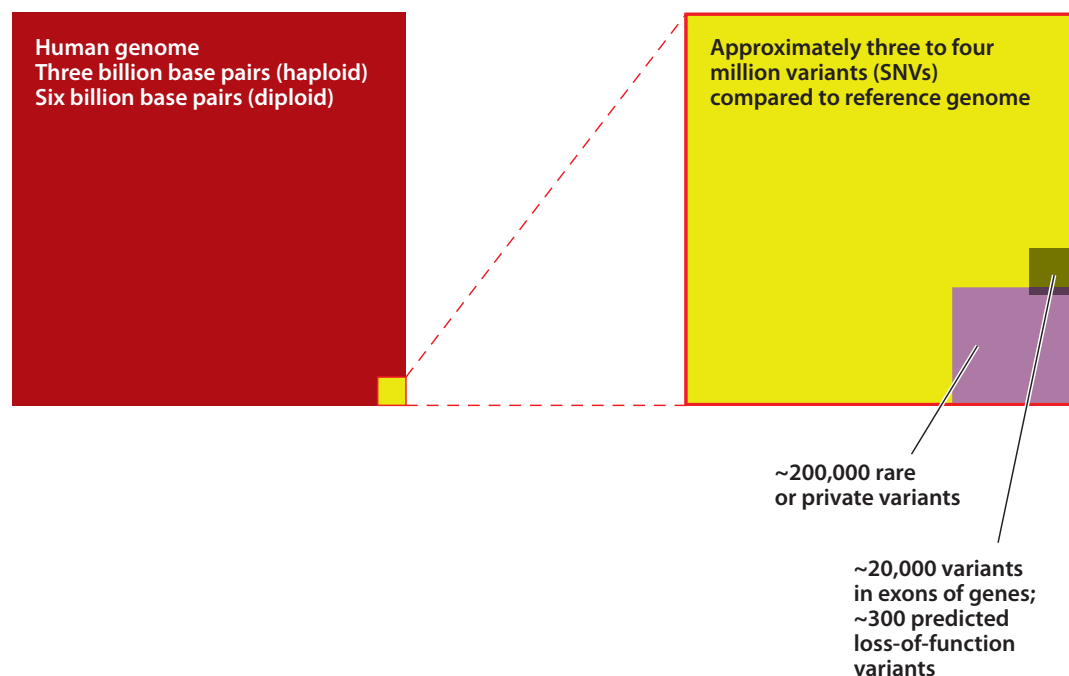 Human genome
Three billion base pairs (haploid)
Six billion base pairs (diploid)
Approximately three to four
million variants (SNVs)
compared to reference genome
~200,000 rare
or private variants
~20,000 variants
in exons of genes;
~300 predicted
loss-of-function
variants